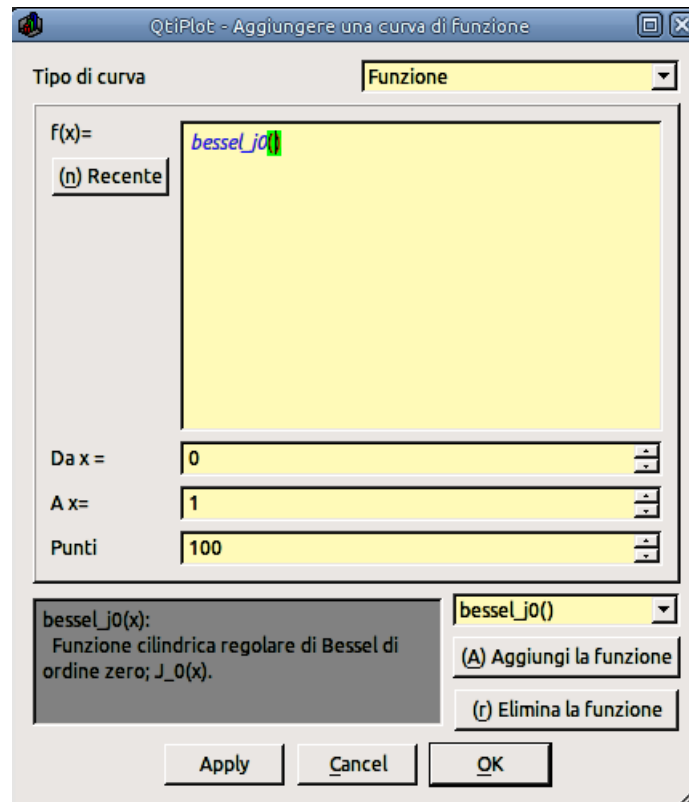 QtiPlot - Aggiungere una curva di funzione
Tipo di curva
Funzione
f(x)=
bessel_j0()
(n) Recente
Da x =
0
A x=
1
Punti
100
bessel_j0(x):
Funzione cilindrica regolare di Bessel di
ordine zero; J_0(x).
bessel_j0()
(A) Aggiungi la funzione
(r) Elimina la funzione
Apply
Cancel
OK